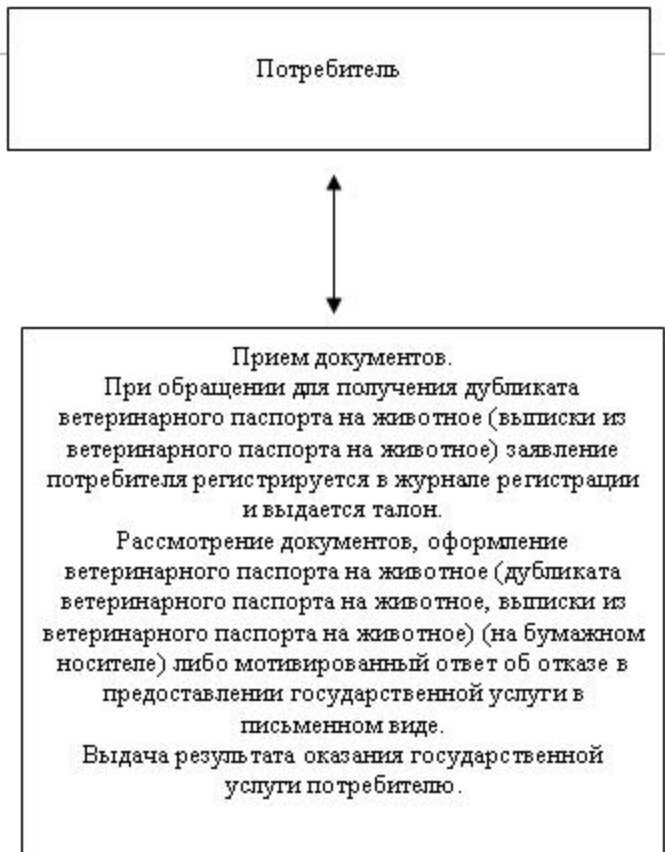 Потребитель
Прием документов.
При обращении для получения дубликата
ветеринарного паспорта на животное (выписки из
ветеринарного паспорта на животное) заявление
потребителя регистрируется в журнале регистрации
и выдается талон.
Рассмотрение документов, оформление
ветеринарного паспорта на животное (дубликата
ветеринарного паспорта на животное, выписки из
ветеринарного паспорта на животное) (на бумажном
носителе) либо мотивированный ответ об отказе в
предоставлении государственной услуги в
письменном виде.
Выдача результата оказания государственной
услуги потребителю.